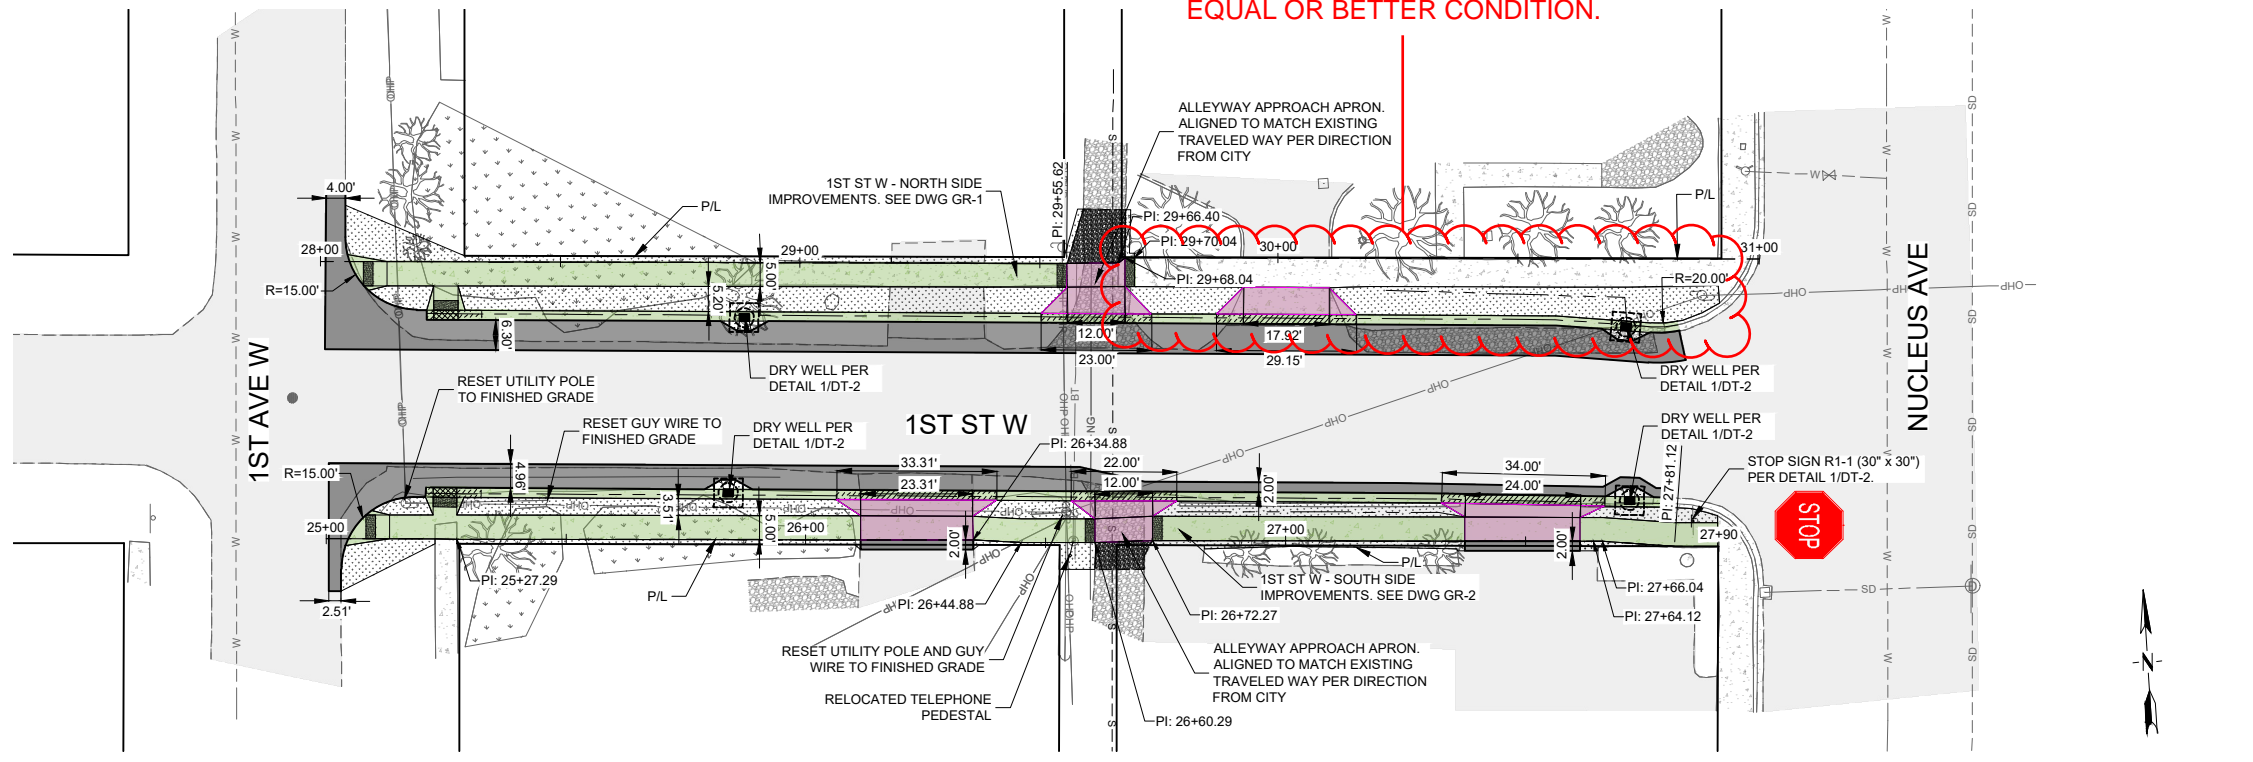 EQUAL OR BETTER CONDITION.
ALLEYWAY APPROACH APRON.
ALIGNED TO MATCH EXISTING
TRAVELED WAY PER DIRECTION
FROM CITY
1ST ST W - NORTH SIDE
IMPROVEMENTS. SEE DWG GR-1
P/L
P/L
4.00'
28+00
29+00
30+00
31+00
PI: 29+55.62
PI: 29+66.40
PI: 29+70.04
PI: 29+68.04
R=15.00'
R=20.00'
5.00'
5.20'
6.30'
12.00'
23.00'
17.92'
29.15'
DRY WELL PER
DETAIL 1/DT-2
DRY WELL PER
DETAIL 1/DT-2
1ST AVE W
1ST ST W
NUCLEUS AVE
RESET UTILITY POLE
TO FINISHED GRADE
RESET GUY WIRE TO
FINISHED GRADE
DRY WELL PER
DETAIL 1/DT-2
DRY WELL PER
DETAIL 1/DT-2
PI: 26+34.88
33.31'
23.31'
22.00'
12.00'
34.00'
24.00'
2.00'
PI: 27+81.12
STOP SIGN R1-1 (30" x 30")
PER DETAIL 1/DT-2.
STOP
R=15.00'
4.96'
3.51'
5.00'
25+00
26+00
27+00
27+90
2.00'
2.00'
PI: 25+27.29
P/L
P/L
2.51'
PI: 26+44.88
1ST ST W - SOUTH SIDE
IMPROVEMENTS. SEE DWG GR-2
PI: 27+66.04
PI: 27+64.12
PI: 26+72.27
RESET UTILITY POLE AND GUY
WIRE TO FINISHED GRADE
RELOCATED TELEPHONE
PEDESTAL
ALLEYWAY APPROACH APRON.
ALIGNED TO MATCH EXISTING
TRAVELED WAY PER DIRECTION
FROM CITY
PI: 26+60.29
OHP
BT
NG
W
SD
S
N